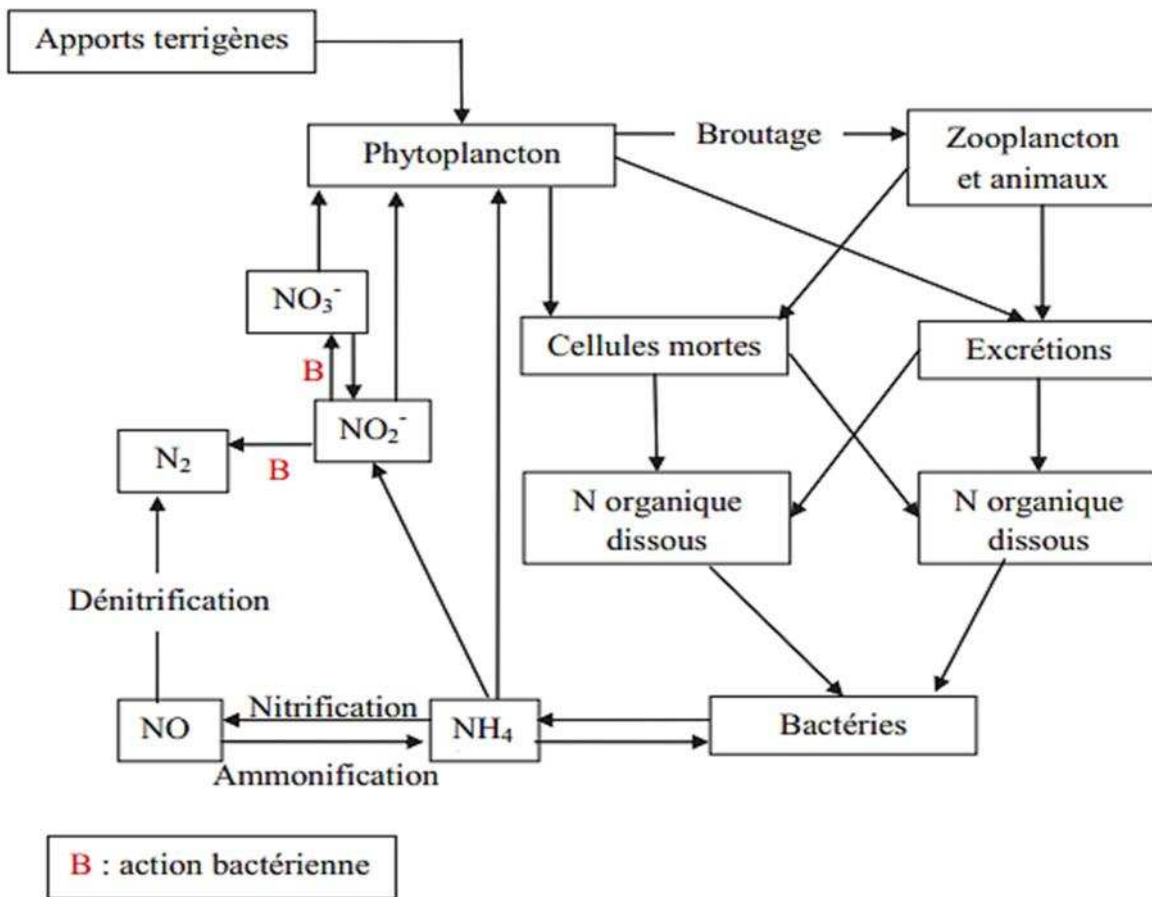 Apports terrigènes
Phytoplancton
Broutage
Zooplancton
et animaux
NO₃⁻
B
Cellules mortes
Excrétions
NO₂⁻
N₂
B
N organique
dissous
N organique
dissous
Dénitrification
Nitrification
NO
NH₄
Bactéries
Ammonification
B : action bactérienne